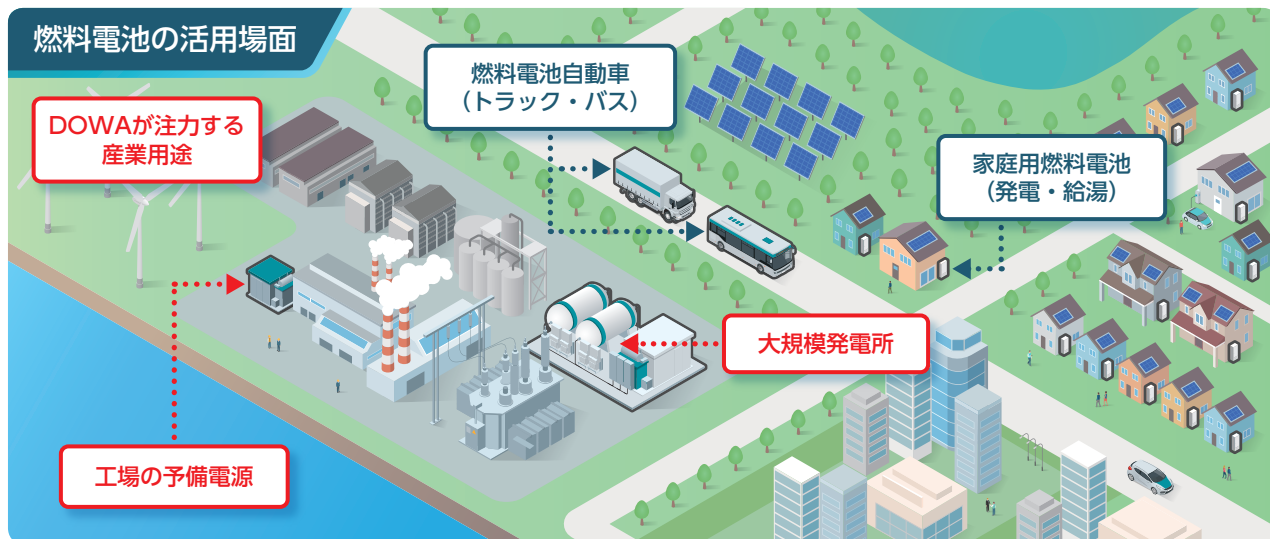 燃料電池の活用場面
DOWAが注力する
産業用途
燃料電池自動車
(トラック・バス)
家庭用燃料電池
(発電・給湯)
大規模発電所
工場の予備電源